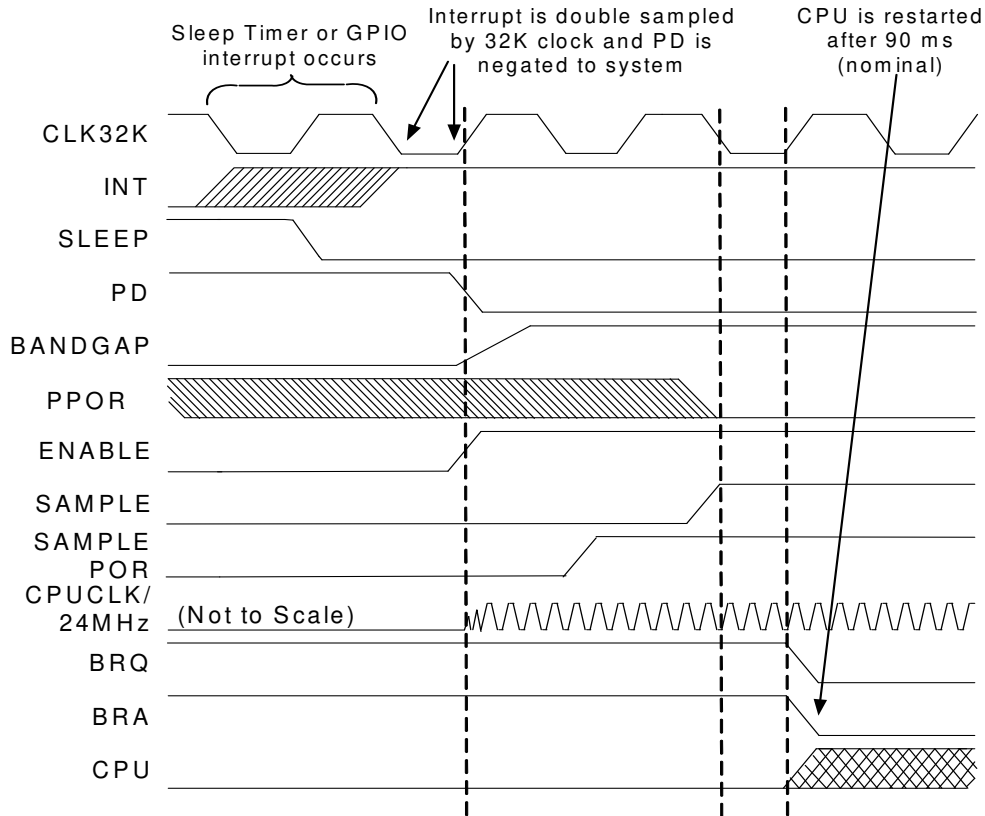 Sleep Timer or GPIO
interrupt occurs
Interrupt is double sampled
by 32K clock and PD is
negated to system
CPU is restarted
after 90 ms
(nominal)
CLK32K
INT
SLEEP
PD
BANDGAP
PPOR
ENABLE
SAMPLE
SAMPLE
POR
CPUCLK/
24MHz
(Not to Scale)
BRQ
BRA
CPU